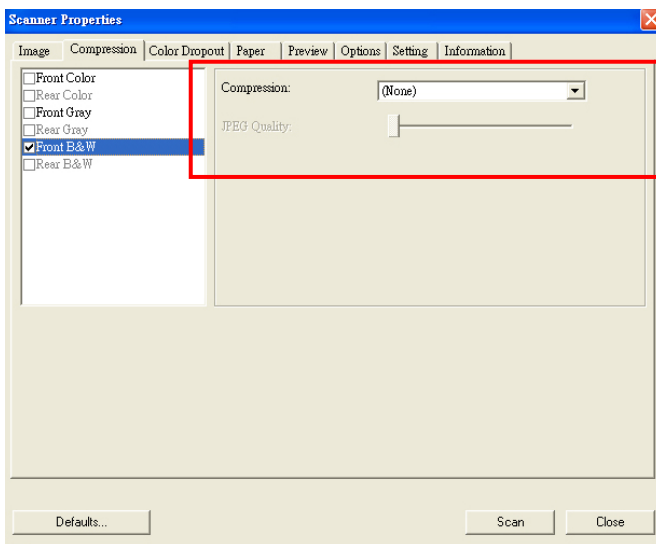 Scanner Properties
Image Compression Color Dropout Paper Preview Options Setting Information
Front Color
Rear Color
Front Gray
Rear Gray
Front B&W
Rear B&W
Compression: (None)
JPEG Quality:
Defaults... Scan Close